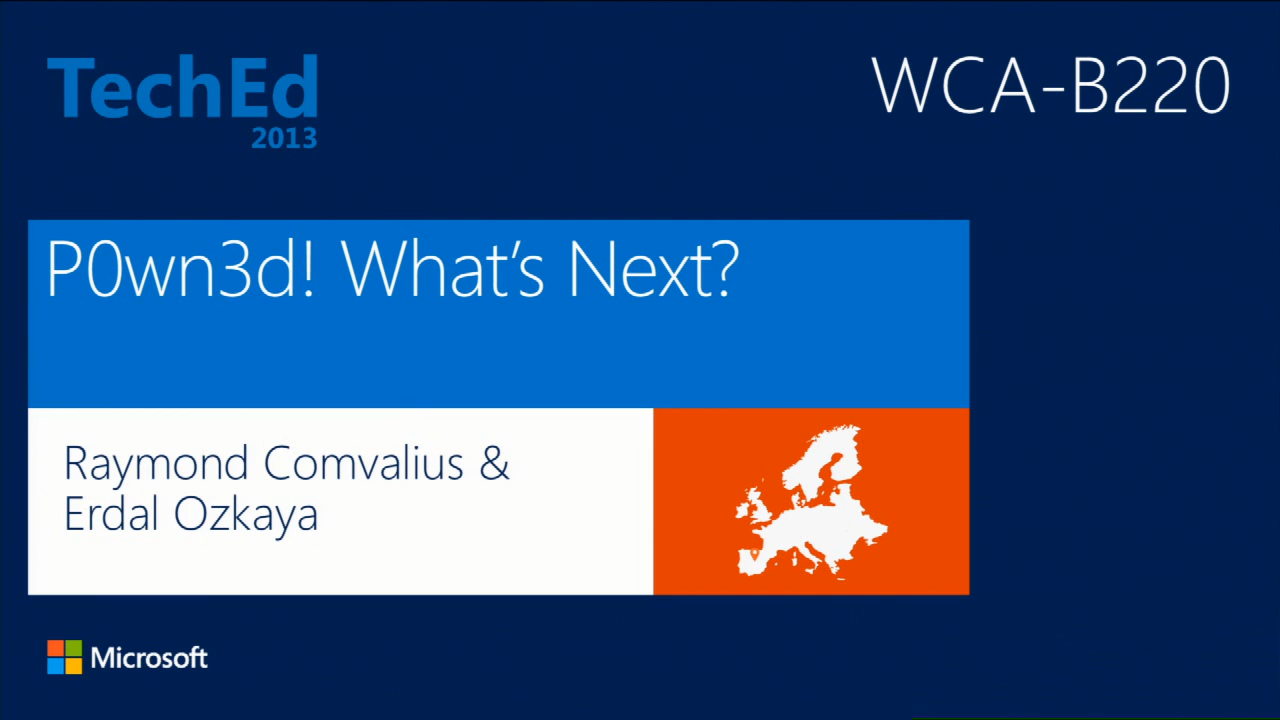 TechEd
2013
WCA-B220
P0wn3d! What's Next?
Raymond Comvalius &
Erdal Ozkaya
Microsoft